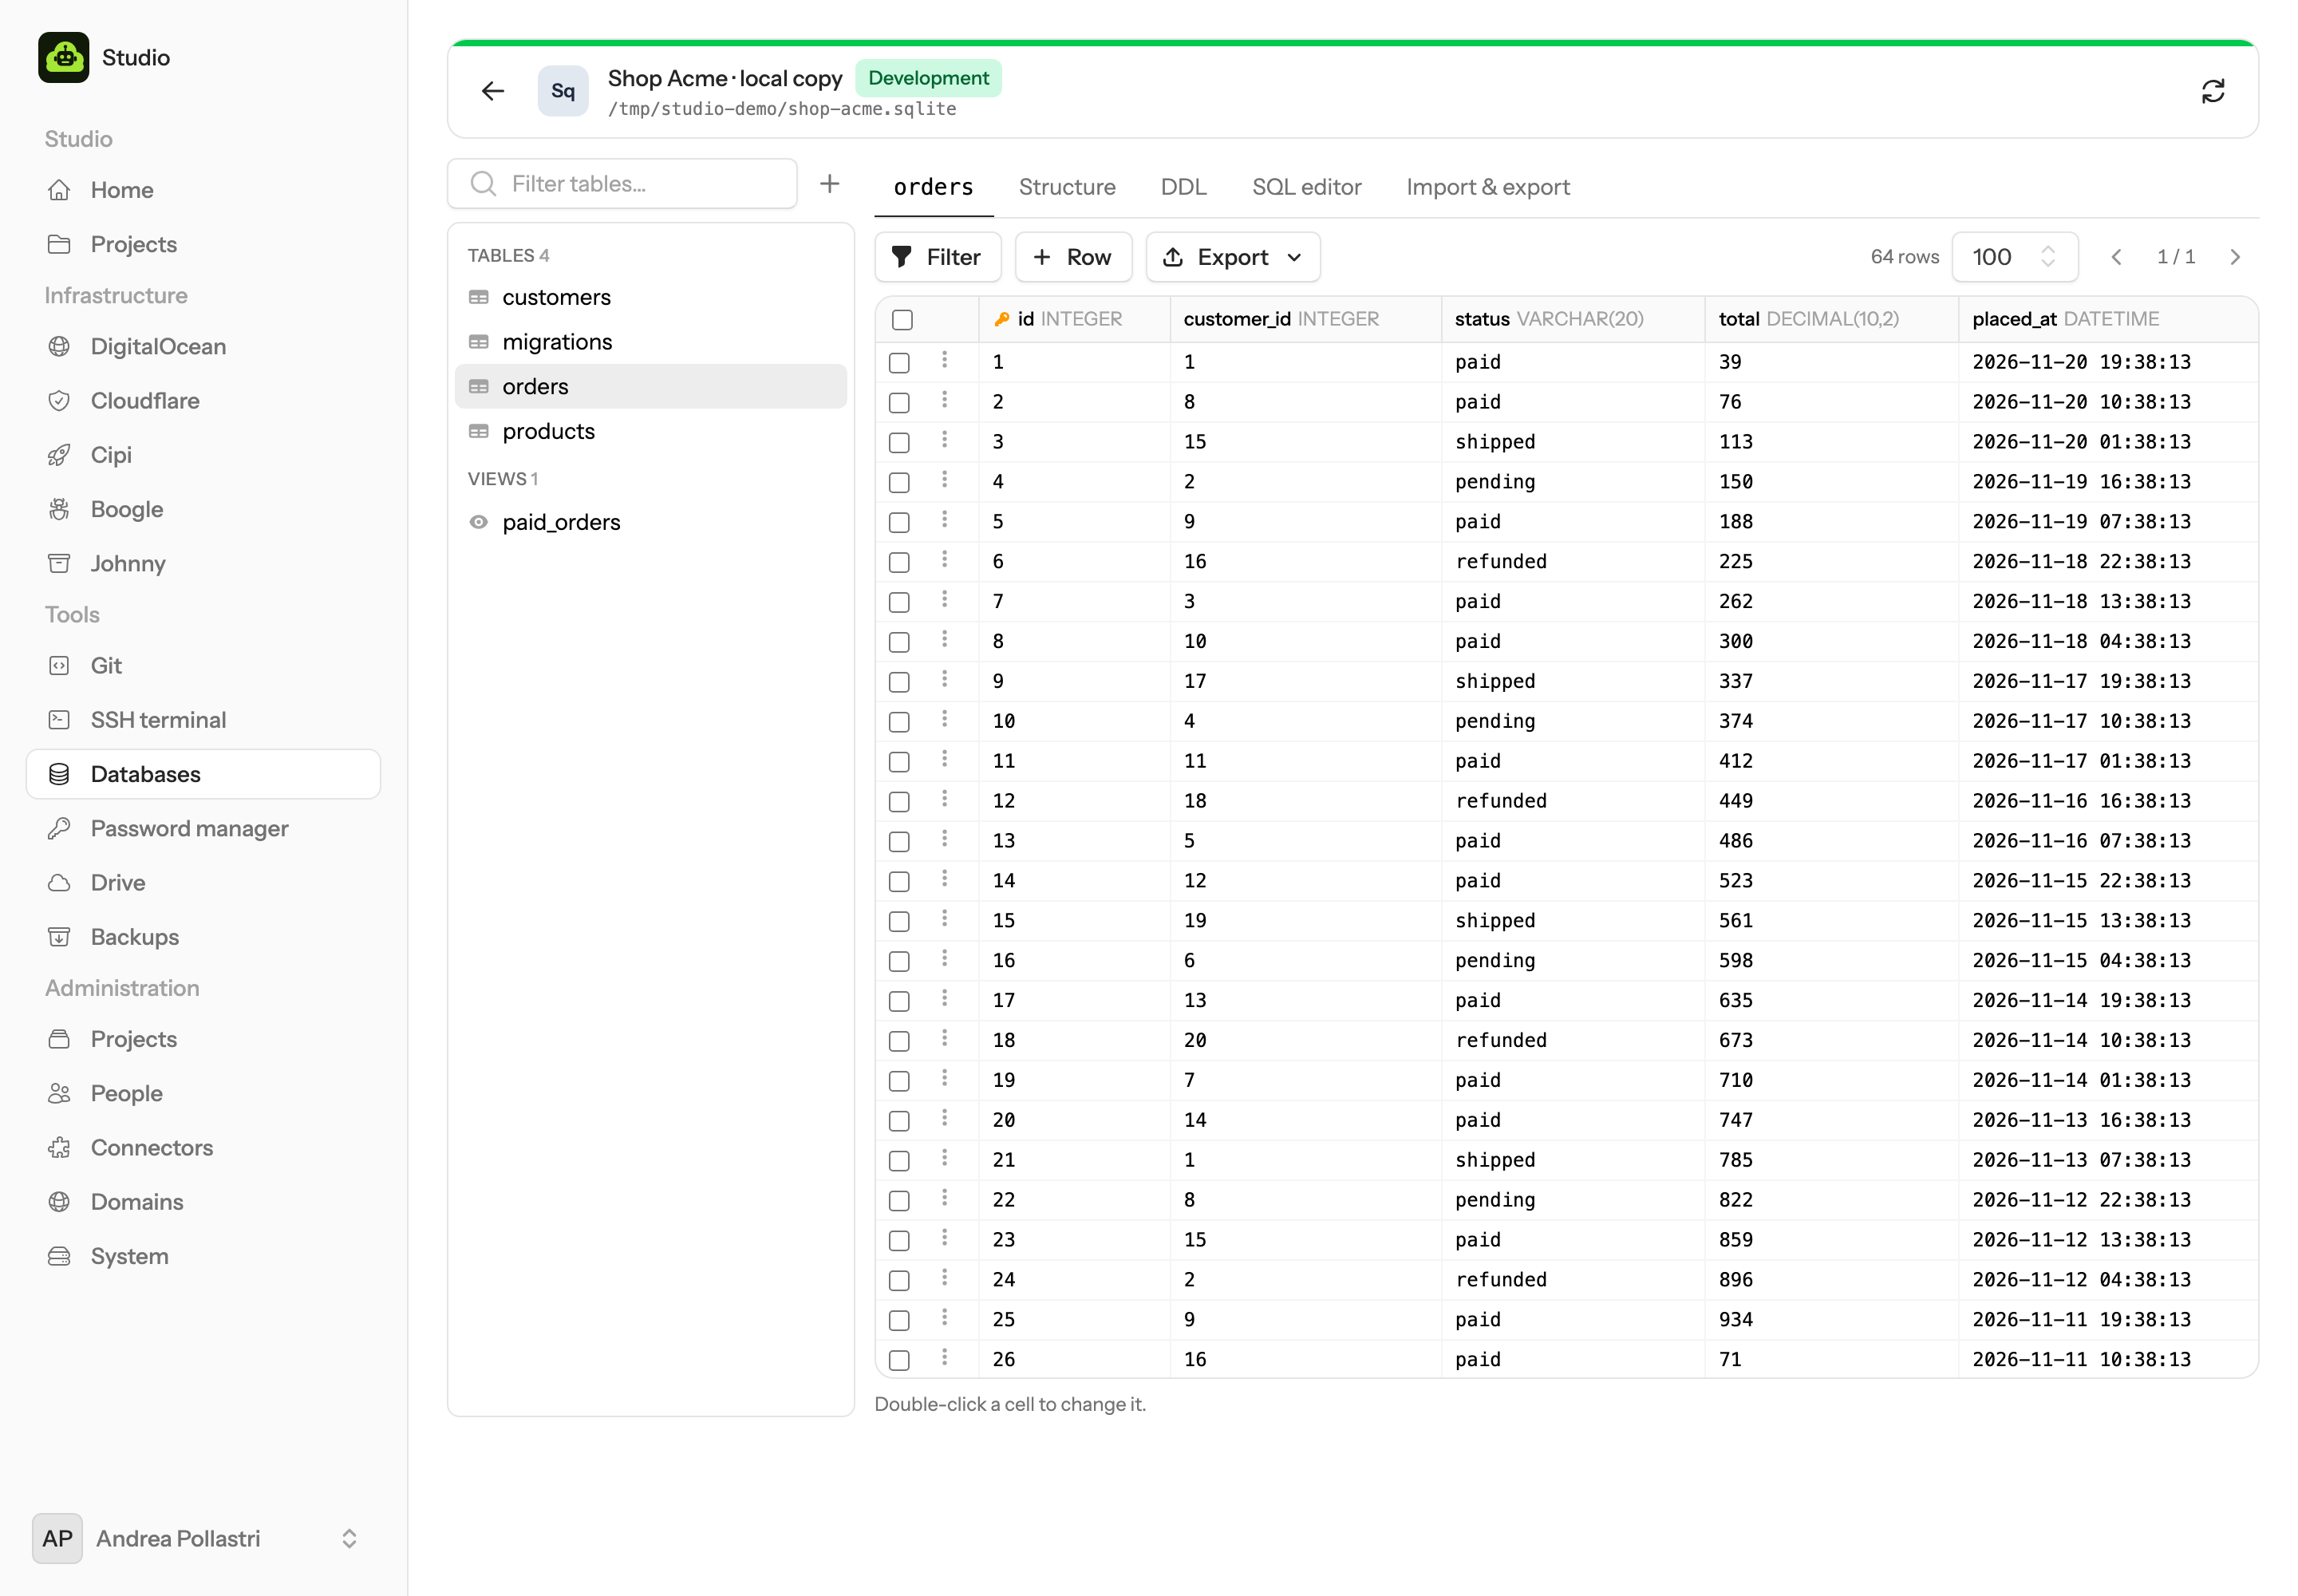 Studio
Studio
Home
Projects
Infrastructure
DigitalOcean
Cloudflare
Cipi
Boogle
Johnny
Tools
Git
SSH terminal
Databases
Password manager
Drive
Backups
Administration
Projects
People
Connectors
Domains
System
AP Andrea Pollastri
Sq
Shop Acme · local copy Development
/tmp/studio-demo/shop-acme.sqlite
Filter tables...
TABLES 4
customers
migrations
orders
products
VIEWS 1
paid_orders
orders Structure DDL SQL editor Import & export
Filter Row Export 64 rows 100 1 / 1
id INTEGER customer_id INTEGER status VARCHAR(20) total DECIMAL(10,2) placed_at DATETIME
1 1 paid 39 2026-11-20 19:38:13
2 8 paid 76 2026-11-20 10:38:13
3 15 shipped 113 2026-11-20 01:38:13
4 2 pending 150 2026-11-19 16:38:13
5 9 paid 188 2026-11-19 07:38:13
6 16 refunded 225 2026-11-18 22:38:13
7 3 paid 262 2026-11-18 13:38:13
8 10 paid 300 2026-11-18 04:38:13
9 17 shipped 337 2026-11-17 19:38:13
10 4 pending 374 2026-11-17 10:38:13
11 11 paid 412 2026-11-17 01:38:13
12 18 refunded 449 2026-11-16 16:38:13
13 5 paid 486 2026-11-16 07:38:13
14 12 paid 523 2026-11-15 22:38:13
15 19 shipped 561 2026-11-15 13:38:13
16 6 pending 598 2026-11-15 04:38:13
17 13 paid 635 2026-11-14 19:38:13
18 20 refunded 673 2026-11-14 10:38:13
19 7 paid 710 2026-11-14 01:38:13
20 14 paid 747 2026-11-13 16:38:13
21 1 shipped 785 2026-11-13 07:38:13
22 8 pending 822 2026-11-12 22:38:13
23 15 paid 859 2026-11-12 13:38:13
24 2 refunded 896 2026-11-12 04:38:13
25 9 paid 934 2026-11-11 19:38:13
26 16 paid 71 2026-11-11 10:38:13
Double-click a cell to change it.